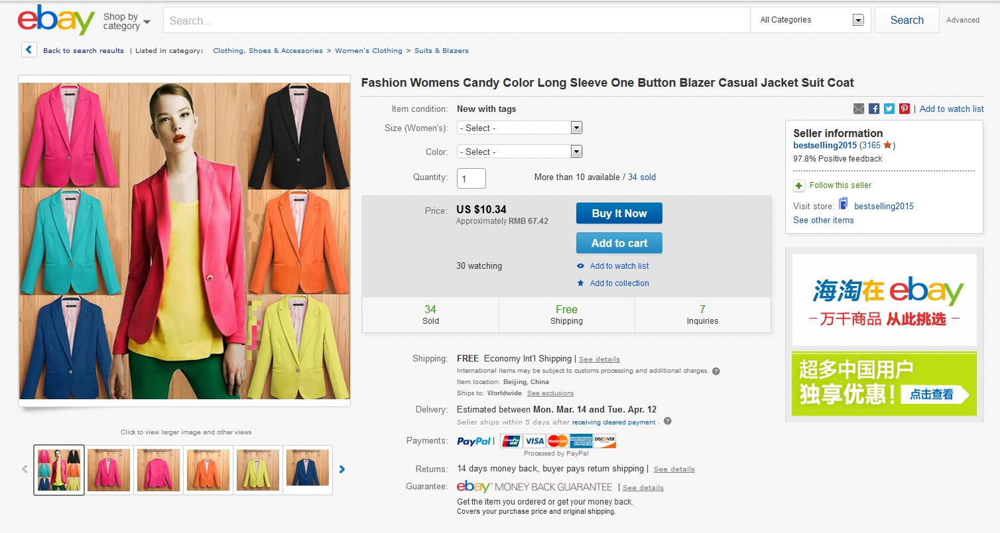 ebay
Shop by
category
Search...
All Categories
Search
Advanced
Back to search results | Listed in category: Clothing, Shoes & Accessories > Women's Clothing > Suits & Blazers
Fashion Womens Candy Color Long Sleeve One Button Blazer Casual Jacket Suit Coat
Item condition: New with tags
| Add to watch list
Size (Women's): - Select -
Color: - Select -
Quantity: 1
More than 10 available / 34 sold
Price: US $10.34
Approximately RMB 67.42
Buy It Now
Add to cart
30 watching
Add to watch list
Add to collection
34
Sold
Free
Shipping
7
Inquiries
Shipping: FREE Economy Int'l Shipping | See details
International items may be subject to customs processing and additional charges. ?
Item location: Beijing, China
Ships to: Worldwide See exclusions
Delivery: Estimated between Mon. Mar. 14 and Tue. Apr. 12
Seller ships within 5 days after receiving cleared payment . ?
Payments: PayPal | UnionPay 银联 VISA MasterCard AMERICAN EXPRESS DISCOVER
Processed by PayPal
Returns: 14 days money back, buyer pays return shipping | See details
Guarantee: ebay MONEY BACK GUARANTEE | See details
Get the item you ordered or get your money back.
Covers your purchase price and original shipping.
Seller information
bestselling2015 (3165 )
97.8% Positive feedback
Follow this seller
Visit store: bestselling2015
See other items
海淘在 ebay
- 万千商品 从此挑选 -
超多中国用户
独享优惠!
点击查看
Click to view larger image and other views